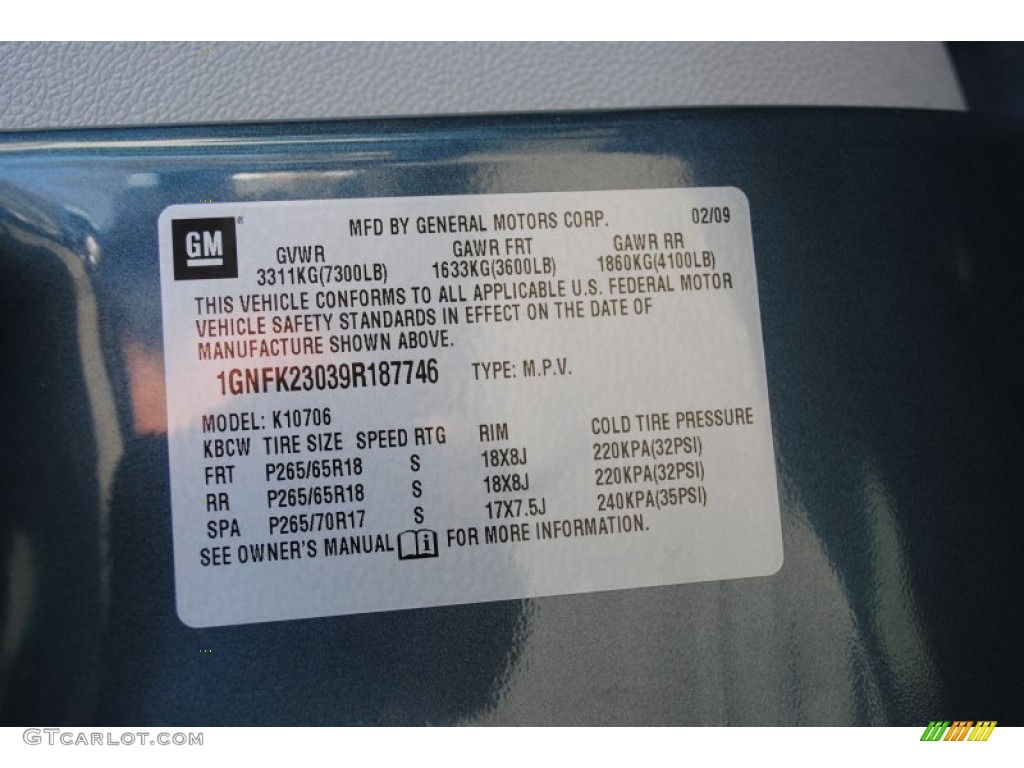 GM ® MFD BY GENERAL MOTORS CORP. 02/09
GVWR GAWR FRT GAWR RR
3311KG(7300LB) 1633KG(3600LB) 1860KG(4100LB)
THIS VEHICLE CONFORMS TO ALL APPLICABLE U.S. FEDERAL MOTOR
VEHICLE SAFETY STANDARDS IN EFFECT ON THE DATE OF
MANUFACTURE SHOWN ABOVE.
1GNFK23039R187746 TYPE: M.P.V.
MODEL: K10706
KBCW TIRE SIZE SPEED RTG RIM COLD TIRE PRESSURE
FRT P265/65R18 S 18X8J 220KPA(32PSI)
RR P265/65R18 S 18X8J 220KPA(32PSI)
SPA P265/70R17 S 17X7.5J 240KPA(35PSI)
SEE OWNER'S MANUAL i FOR MORE INFORMATION.
GTCARLOT.COM